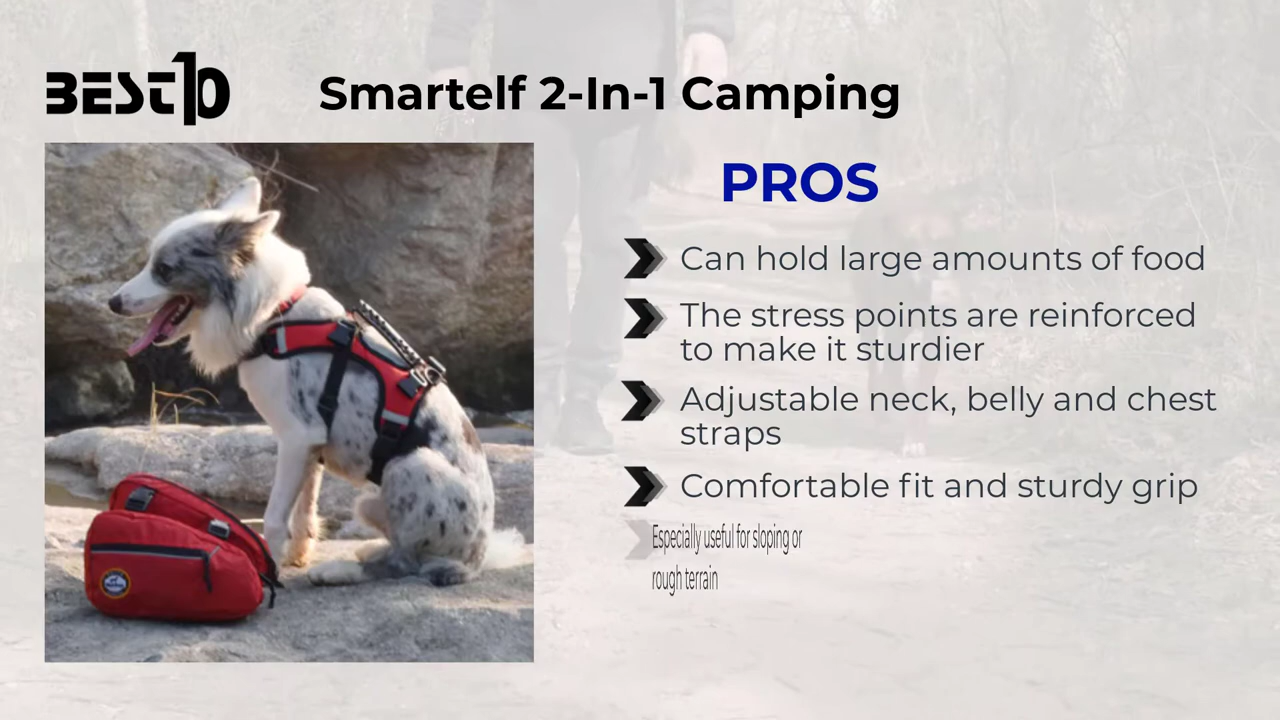 BEST10
Smartelf 2-In-1 Camping
PROS
Can hold large amounts of food
The stress points are reinforced
to make it sturdier
Adjustable neck, belly and chest
straps
Comfortable fit and sturdy grip
Especially useful for sloping or
rough terrain